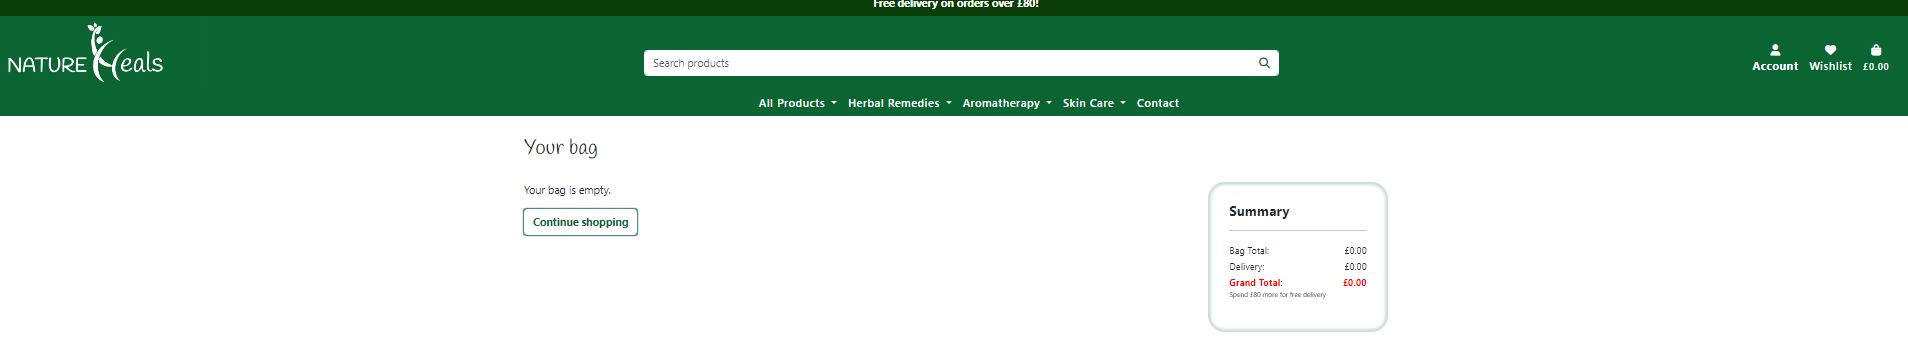 Free delivery on orders over £80!
NATURE Heals
Search products
Account Wishlist £0.00
All Products Herbal Remedies Aromatherapy Skin Care Contact
Your bag
Your bag is empty.
Continue shopping
Summary
Bag Total: £0.00
Delivery: £0.00
Grand Total: £0.00
Spend £80 more for free delivery